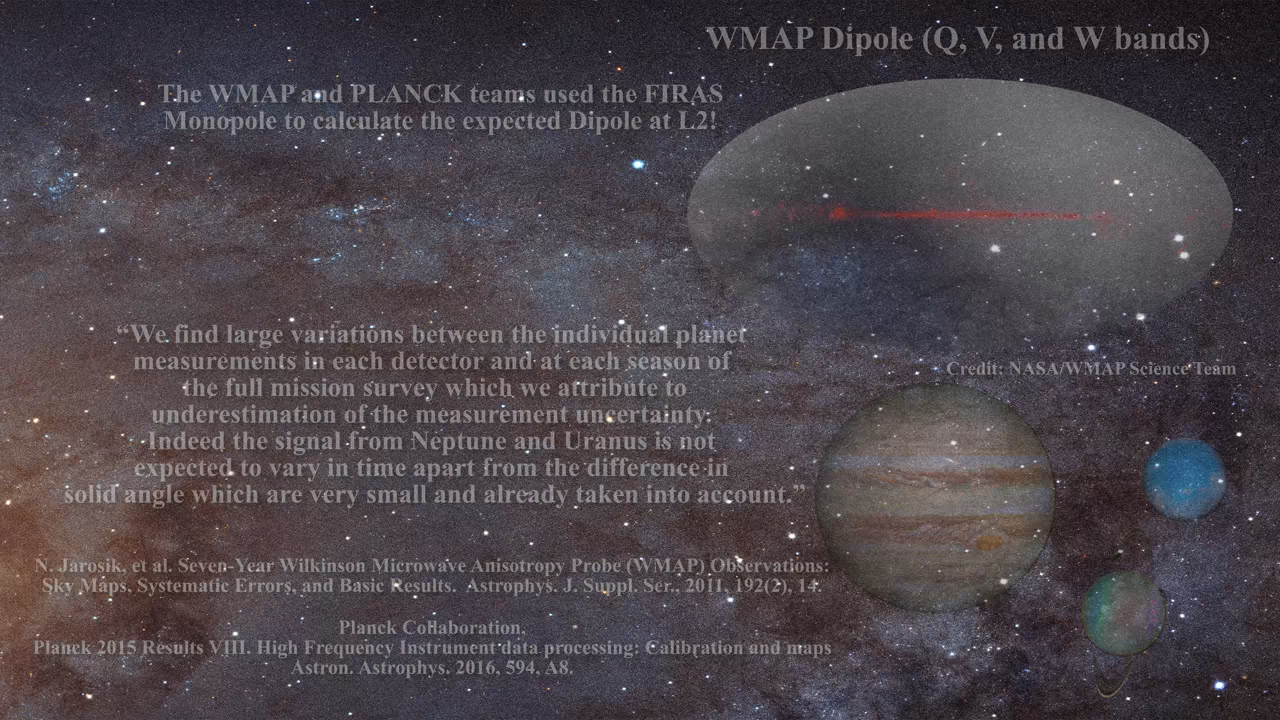 WMAP Dipole (Q, V, and W bands)
The WMAP and PLANCK teams used the FIRAS
Monopole to calculate the expected Dipole at L2!
“We find large variations between the individual planet
measurements in each detector and at each season of
the full mission survey which we attribute to
underestimation of the measurement uncertainty.
Indeed the signal from Neptune and Uranus is not
expected to vary in time apart from the difference in
solid angle which are very small and already taken into account.”
Credit: NASA/WMAP Science Team
N. Jarosik, et al. Seven-Year Wilkinson Microwave Anisotropy Probe (WMAP) Observations:
Sky Maps, Systematic Errors, and Basic Results. Astrophys. J. Suppl. Ser., 2011, 192(2), 14.
Planck Collaboration,
Planck 2015 Results VIII. High Frequency Instrument data processing: Calibration and maps
Astron. Astrophys. 2016, 594, A8.